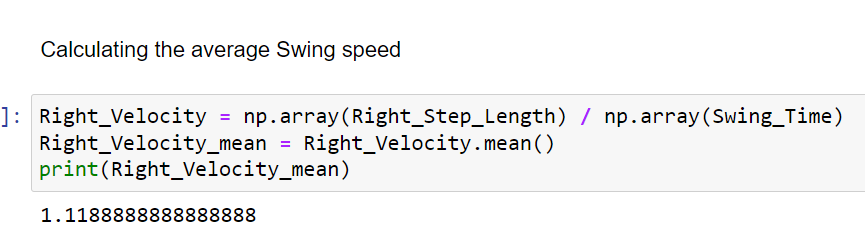 Calculating the average Swing speed
]: Right_Velocity = np.array(Right_Step_Length) / np.array(Swing_Time)
Right_Velocity_mean = Right_Velocity.mean()
print(Right_Velocity_mean)
1.1188888888888888